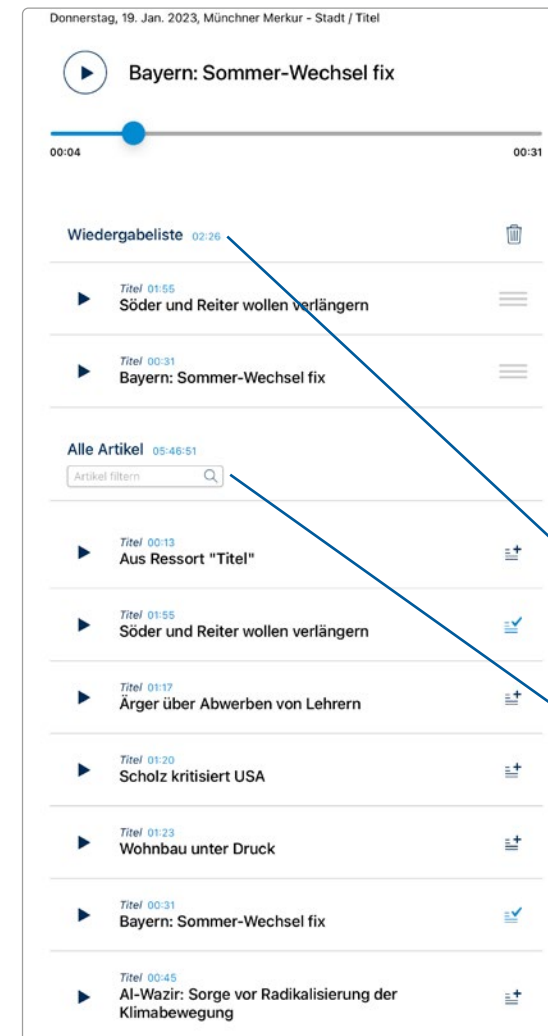 Donnerstag, 19. Jan. 2023, Münchner Merkur - Stadt / Titel
Bayern: Sommer-Wechsel fix
00:04 00:31
Wiedergabeliste 02:26
Titel 01:55
Söder und Reiter wollen verlängern
Titel 00:31
Bayern: Sommer-Wechsel fix
Alle Artikel 05:46:51
Artikel filtern
Titel 00:13
Aus Ressort "Titel"
Titel 01:55
Söder und Reiter wollen verlängern
Titel 01:17
Ärger über Abwerben von Lehrern
Titel 01:20
Scholz kritisiert USA
Titel 01:23
Wohnbau unter Druck
Titel 00:31
Bayern: Sommer-Wechsel fix
Titel 00:45
Al-Wazir: Sorge vor Radikalisierung der
Klimabewegung